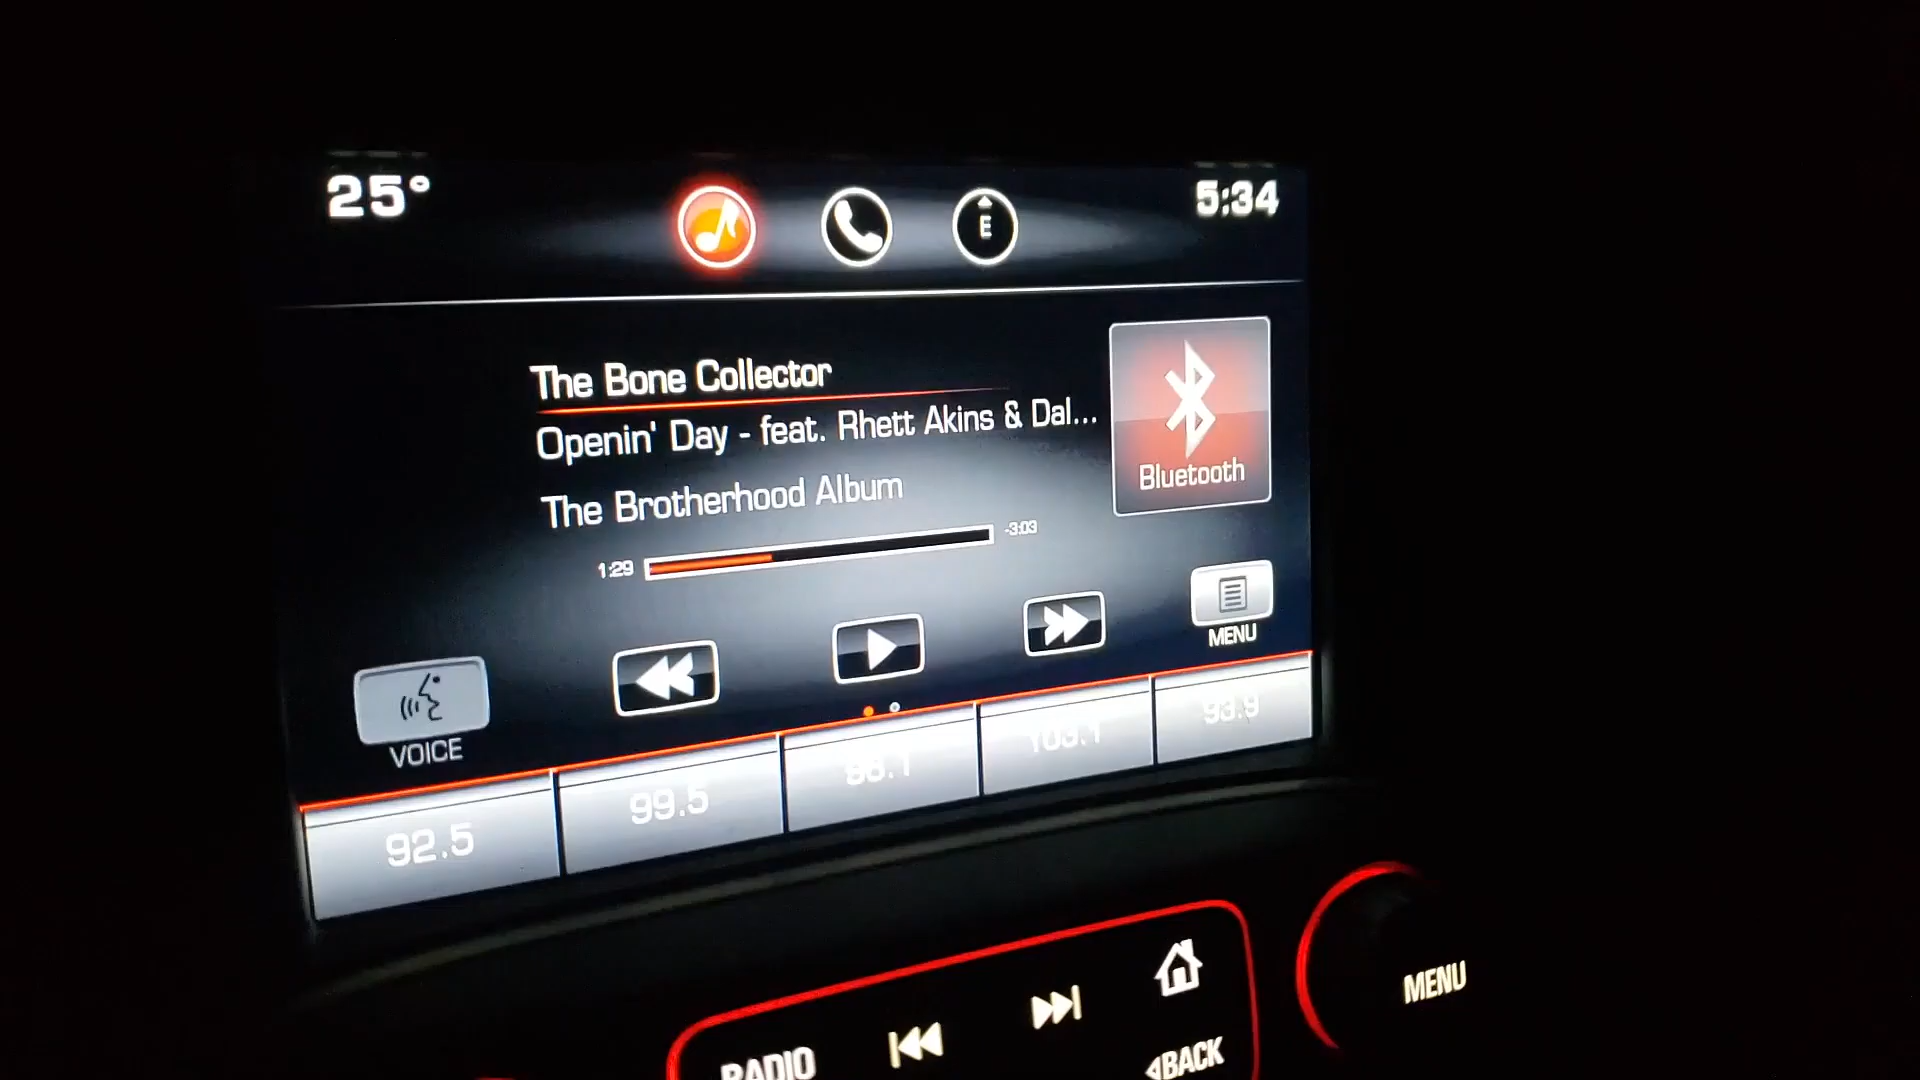 25°
E
5:34
The Bone Collector
Openin' Day - feat. Rhett Akins & Dal...
The Brotherhood Album
Bluetooth
1:29
-3:03
MENU
VOICE
92.5
99.5
98.1
103.1
93.9
MENU
RADIO
BACK